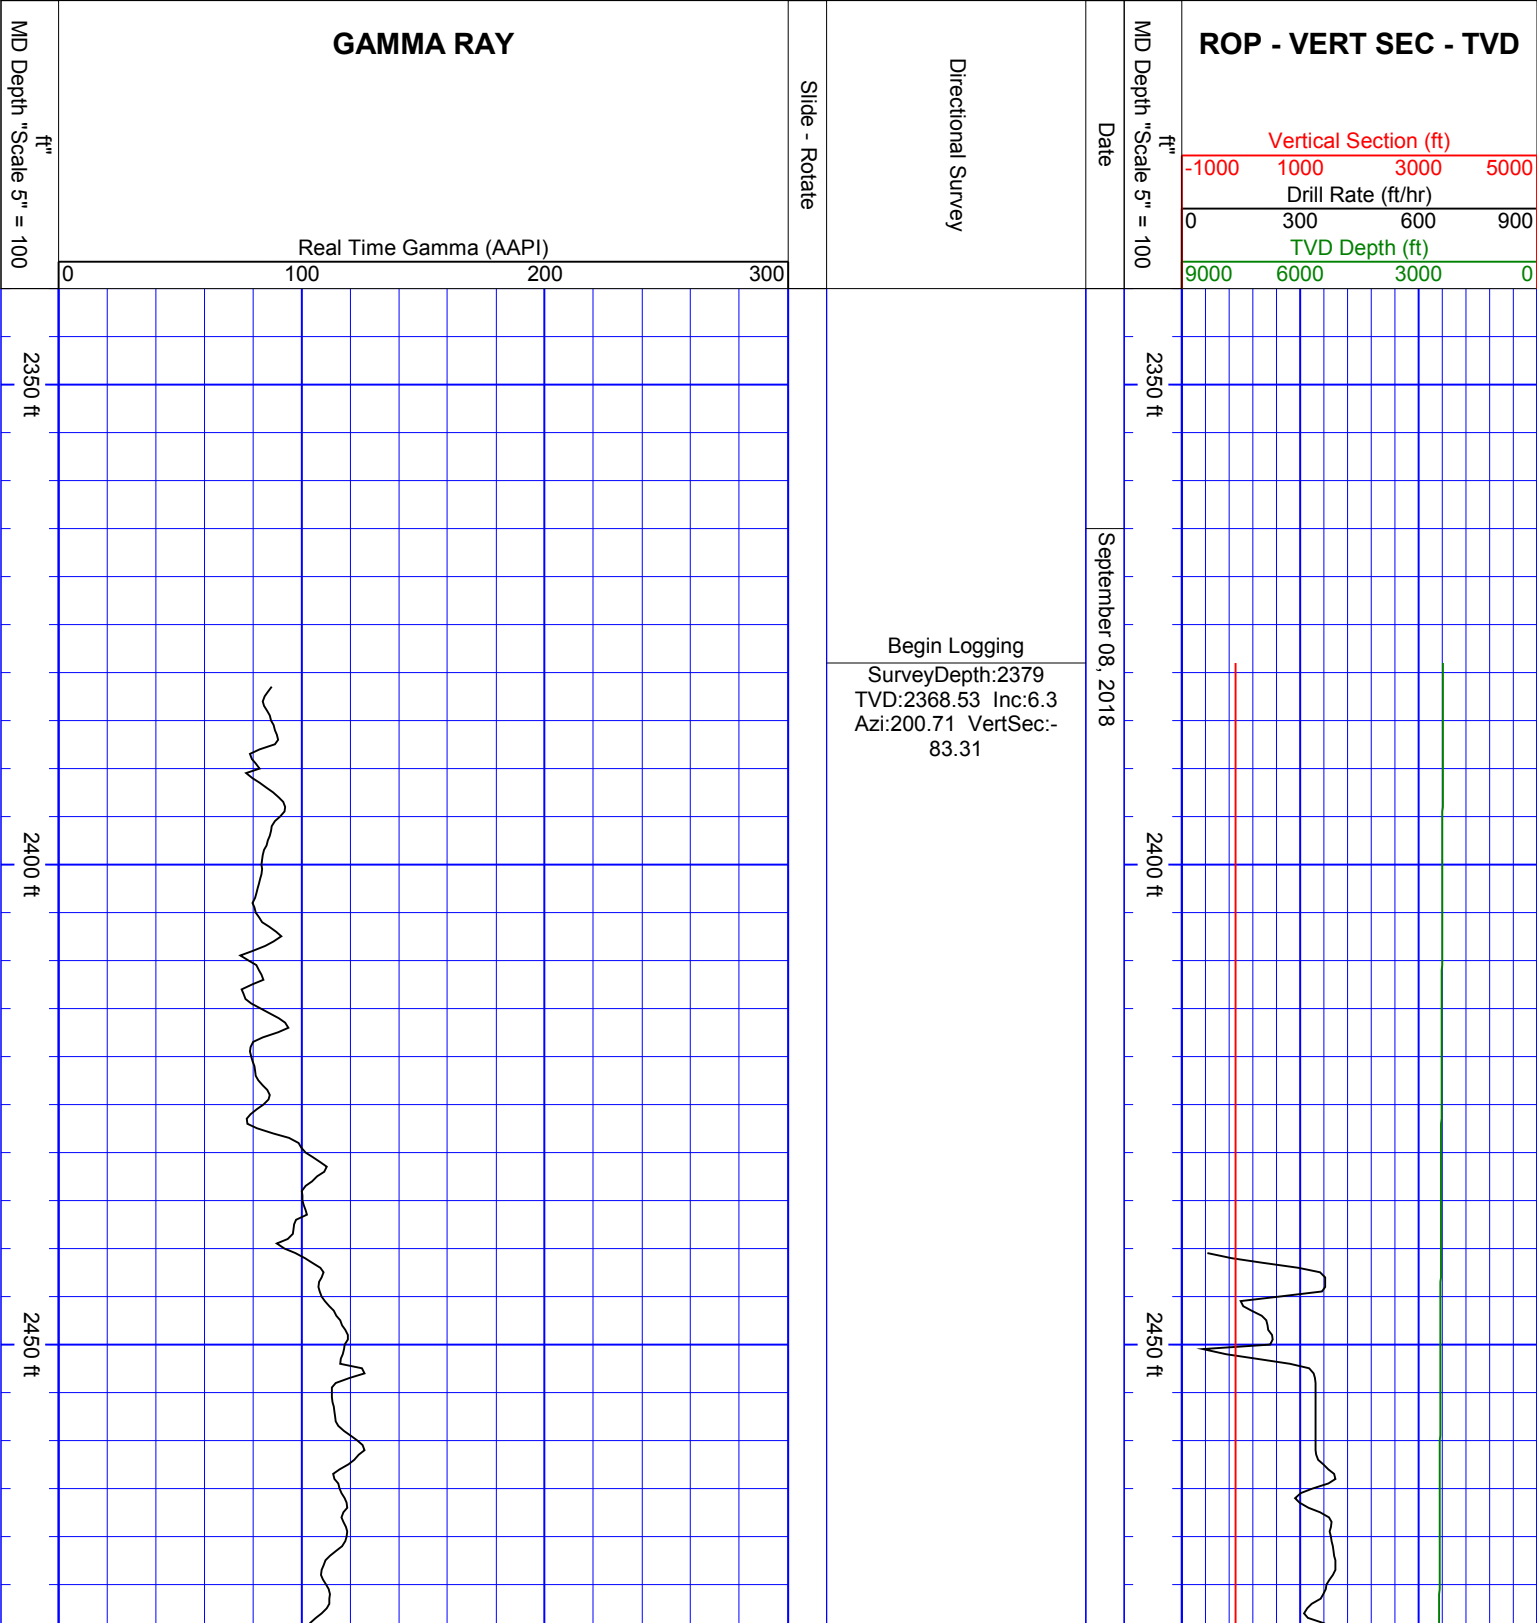 MD Depth "Scale 5" = 100
ft"
GAMMA RAY
Real Time Gamma (AAPI)
0 100 200 300
Slide - Rotate
Directional Survey
Date
MD Depth "Scale 5" = 100
ft"
ROP - VERT SEC - TVD
Vertical Section (ft)
-1000 1000 3000 5000
Drill Rate (ft/hr)
0 300 600 900
TVD Depth (ft)
9000 6000 3000 0
2350 ft
2350 ft
September 08, 2018
Begin Logging
SurveyDepth:2379
TVD:2368.53 Inc:6.3
Azi:200.71 VertSec:-
83.31
2400 ft
2400 ft
2450 ft
2450 ft